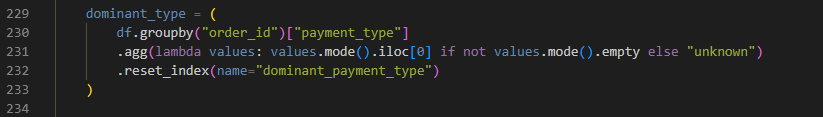 229 dominant_type = (
230 df.groupby("order_id")["payment_type"]
231 .agg(lambda values: values.mode().iloc[0] if not values.mode().empty else "unknown")
232 .reset_index(name="dominant_payment_type")
233 )
234